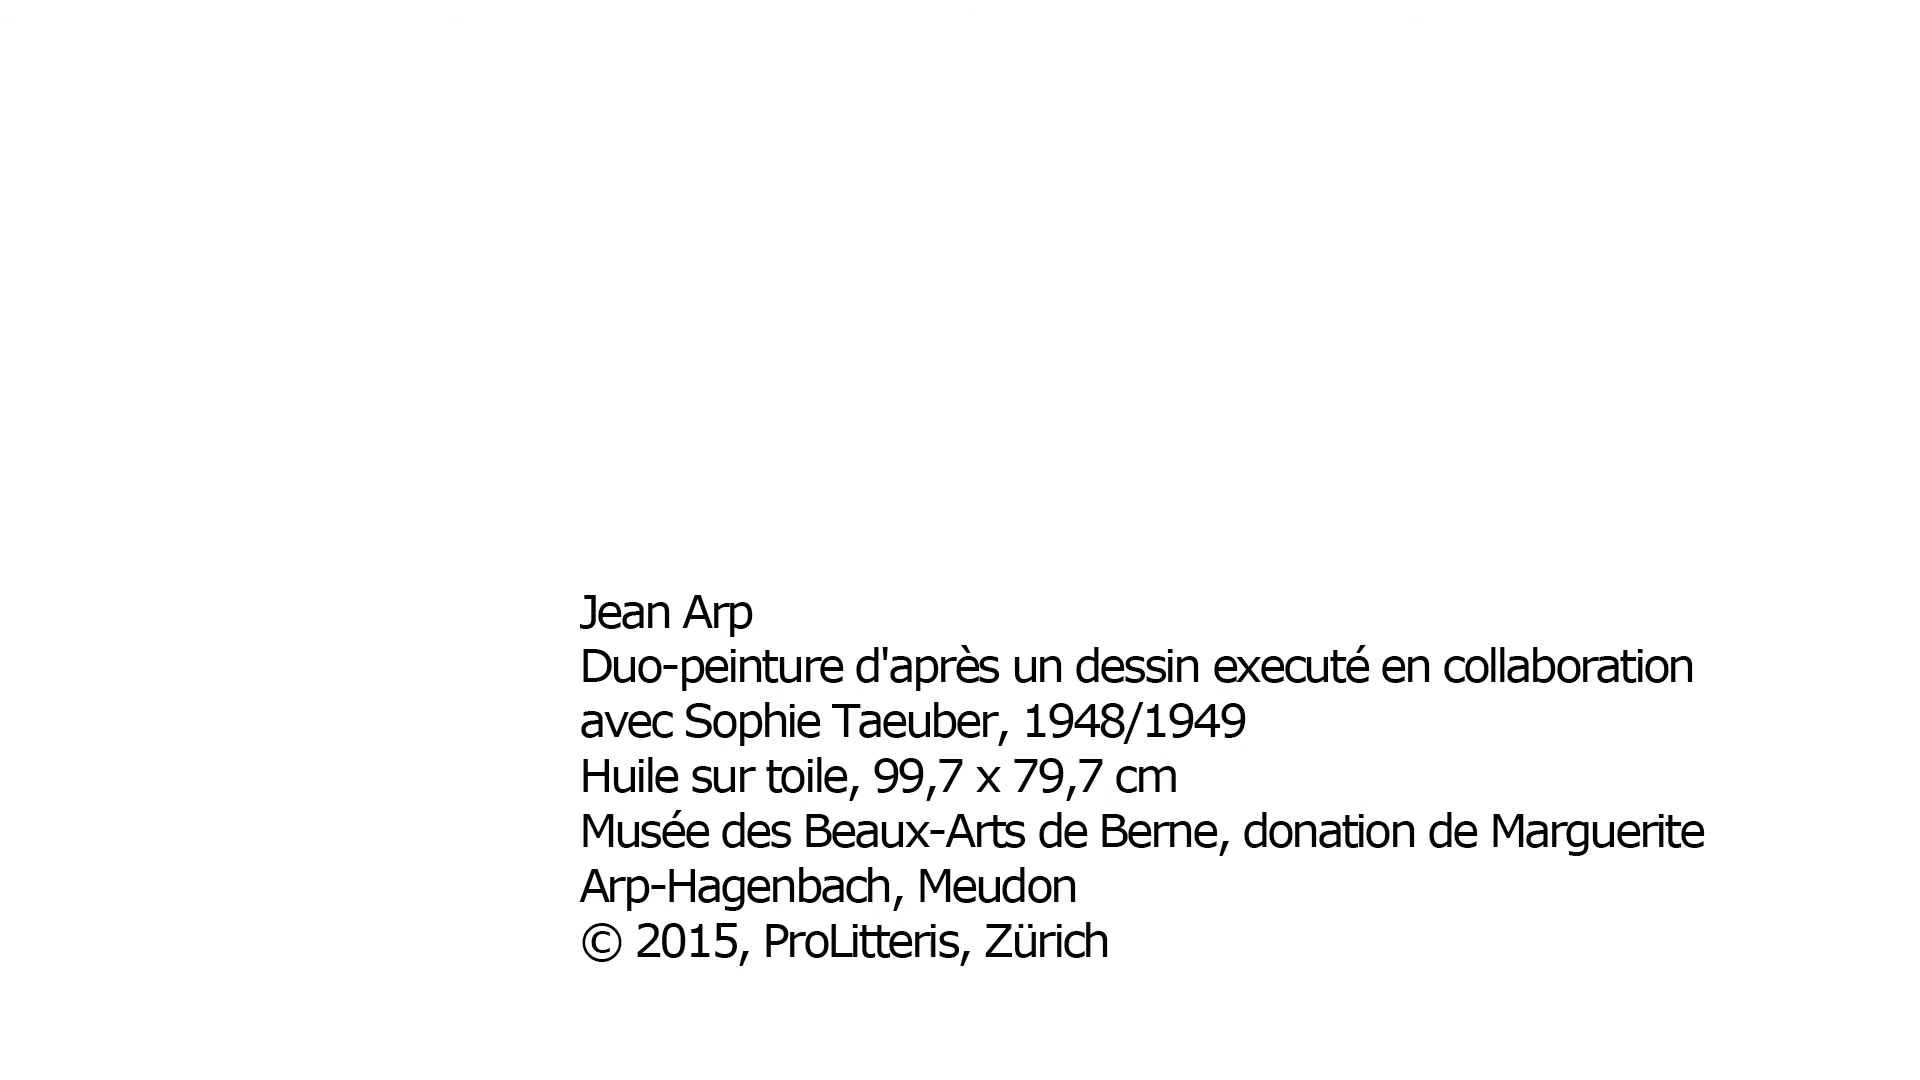 Jean Arp
Duo-peinture d'après un dessin executé en collaboration
avec Sophie Taeuber, 1948/1949
Huile sur toile, 99,7 x 79,7 cm
Musée des Beaux-Arts de Berne, donation de Marguerite
Arp-Hagenbach, Meudon
© 2015, ProLitteris, Zürich